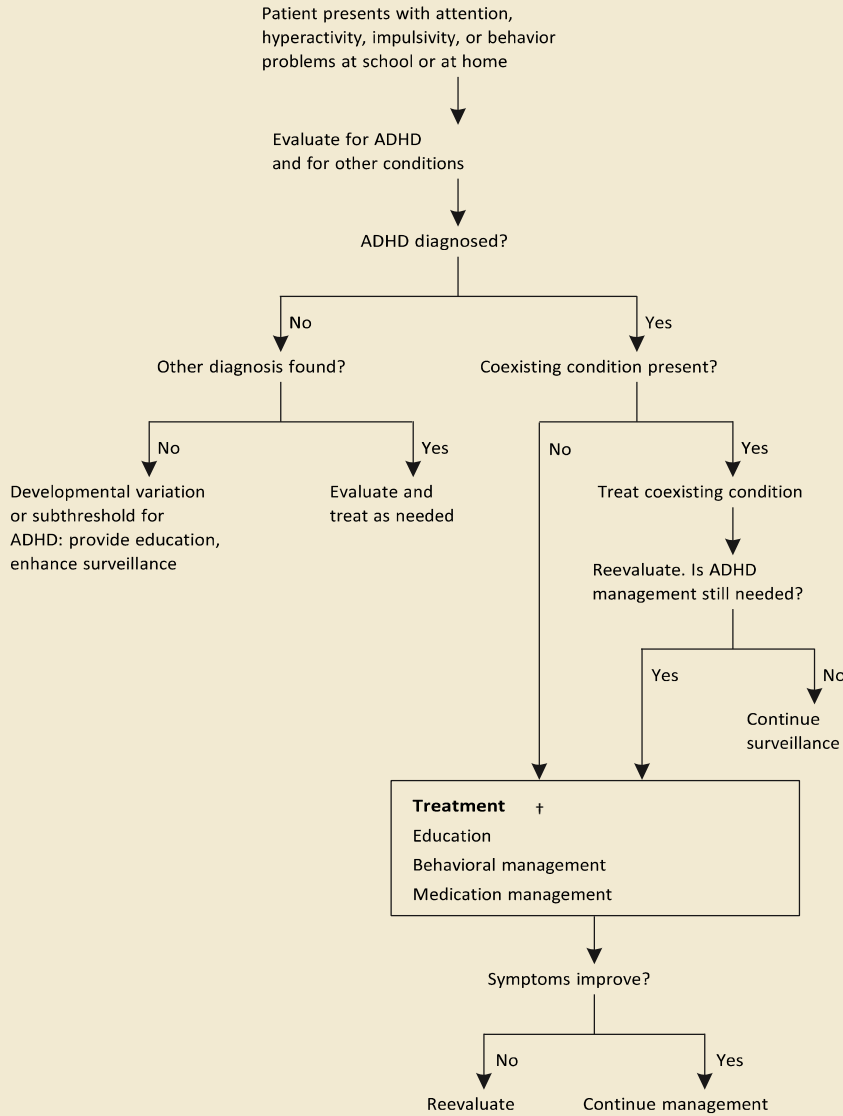 Patient presents with attention,
hyperactivity, impulsivity, or behavior
problems at school or at home
Evaluate for ADHD
and for other conditions
ADHD diagnosed?
No
Yes
Other diagnosis found?
Coexisting condition present?
No
Yes
No
Yes
Developmental variation
or subthreshold for
ADHD: provide education,
enhance surveillance
Evaluate and
treat as needed
Treat coexisting condition
Reevaluate. Is ADHD
management still needed?
Yes
No
Continue
surveillance
Treatment †
Education
Behavioral management
Medication management
Symptoms improve?
No
Yes
Reevaluate
Continue management